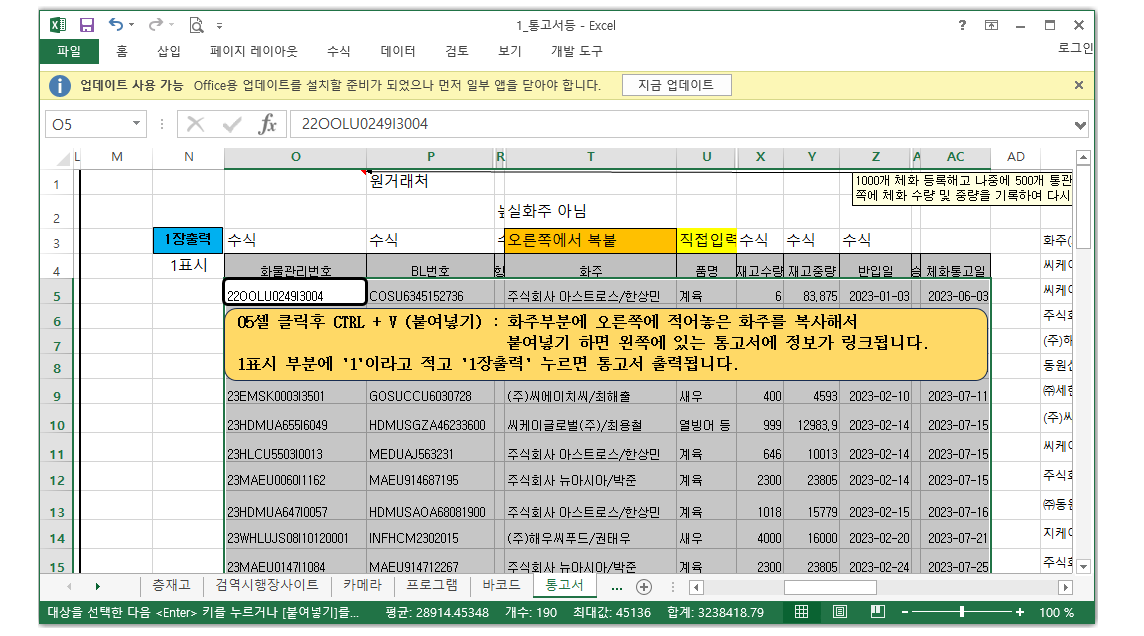 1_통고서등 - Excel
?
파일 홈 삽입 페이지 레이아웃 수식 데이터 검토 보기 개발 도구 로그인
업데이트 사용 가능 Office용 업데이트를 설치할 준비가 되었으나 먼저 일부 앱을 닫아야 합니다. 지금 업데이트
O5 fx 22OOLU0249I3004
L M N O P R T U X Y Z A AC AD
1 원거래처 1000개 체화 등록해고 나중에 500개 통관
쪽에 체화 수량 및 중량을 기록하여 다시
2 실화주 아님
3 1장출력 수식 수식 오른쪽에서 복붙 직접입력 수식 수식 수식 화주(
4 1표시 화물관리번호 BL번호 화주 품명 재고수량 재고중량 반입일 체화통고일 씨케이
5 22OOLU0249I3004 COSU6345152736 주식회사 아스트로스/한상민 계육 6 83,875 2023-01-03 2023-06-03 씨케이
6 O5셀 클릭후 CTRL + V (붙여넣기) : 화주부분에 오른쪽에 적어놓은 화주를 복사해서 주식회
7 붙여넣기 하면 왼쪽에 있는 통고서에 정보가 링크됩니다. (주)해
8 1표시 부분에 '1'이라고 적고 '1장출력' 누르면 통고서 출력됩니다. 동원산
9 23EMSK0003I3501 GOSUCCU6030728 (주)씨에이치씨/최해출 새우 400 4593 2023-02-10 2023-07-11 ㈜세한
10 23HDMUA655I6049 HDMUSGZA46233600 씨케이글로벌(주)/최용철 열빙어 등 999 12983,9 2023-02-14 2023-07-15 (주)씨
11 23HLCU5503I0013 MEDUAJ563231 주식회사 아스트로스/한상민 계육 646 10013 2023-02-14 2023-07-15 씨케이
12 23MAEU0060I1162 MAEU914687195 주식회사 뉴아시아/박준 계육 2300 23805 2023-02-14 2023-07-15 주식회
13 23HDMUA647I0057 HDMUSAOA68081900 주식회사 아스트로스/한상민 계육 1018 15779 2023-02-15 2023-07-16 ㈜동원
14 23WHLUJS08I10120001 INFHCM2302015 (주)해우씨푸드/권태우 새우 4000 16000 2023-02-20 2023-07-21 지케이
15 23MAEU0147I1084 MAEU914712267 주식회사 뉴아시아/박준 계육 2300 23805 2023-02-24 2023-07-25 주식회
충재고 검역시행장사이트 카메라 프로그램 바코드 통고서 ...
대상을 선택한 다음 <Enter> 키를 누르거나 [붙여넣기]를... 평균: 28914.45348 개수: 190 최대값: 45136 합계: 3238418.79 100 %